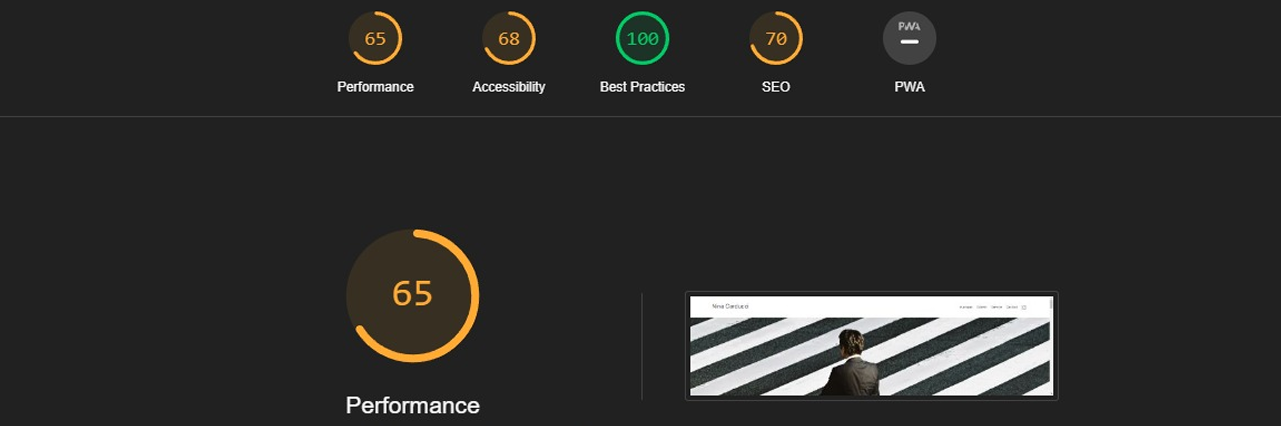 65 68 100 70 PWA
Performance Accessibility Best Practices SEO PWA
65
Performance